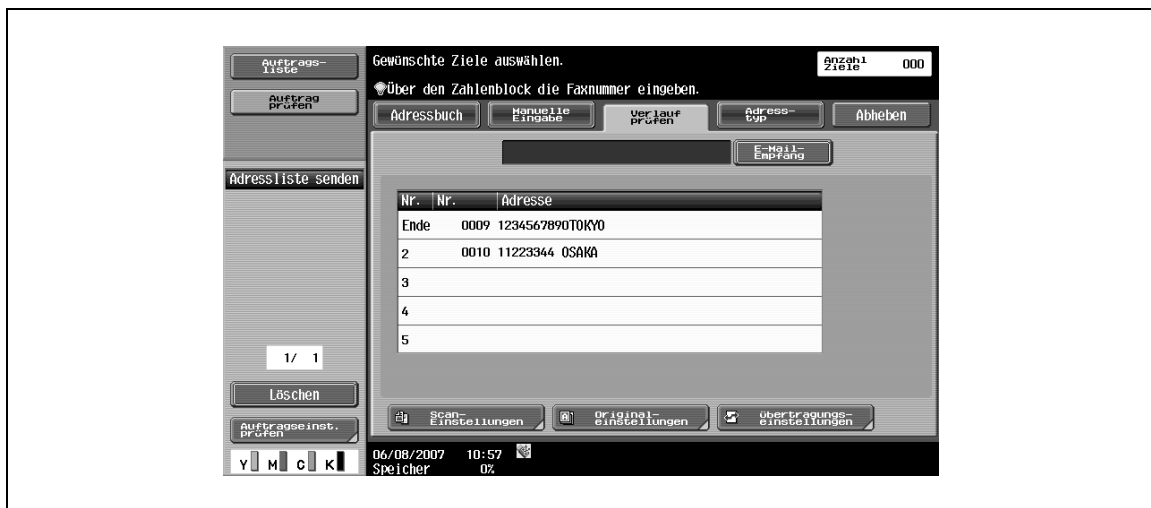 Auftrags-
liste
Auftrag
prüfen
Adressliste senden
1/ 1
Löschen
Auftragseinst.
prüfen
Y M C K
Gewünschte Ziele auswählen.
Anzahl
Ziele
000
Über den Zahlenblock die Faxnummer eingeben.
Adressbuch
Manuelle
Eingabe
Verlauf
prüfen
Adress-
typ
Abheben
E-Mail-
Empfang
Nr. Nr. Adresse
Ende 0009 1234567890TOKYO
2 0010 11223344 OSAKA
3
4
5
Scan-
Einstellungen
Original-
einstellungen
Übertragungs-
einstellungen
06/08/2007 10:57
Speicher 0%